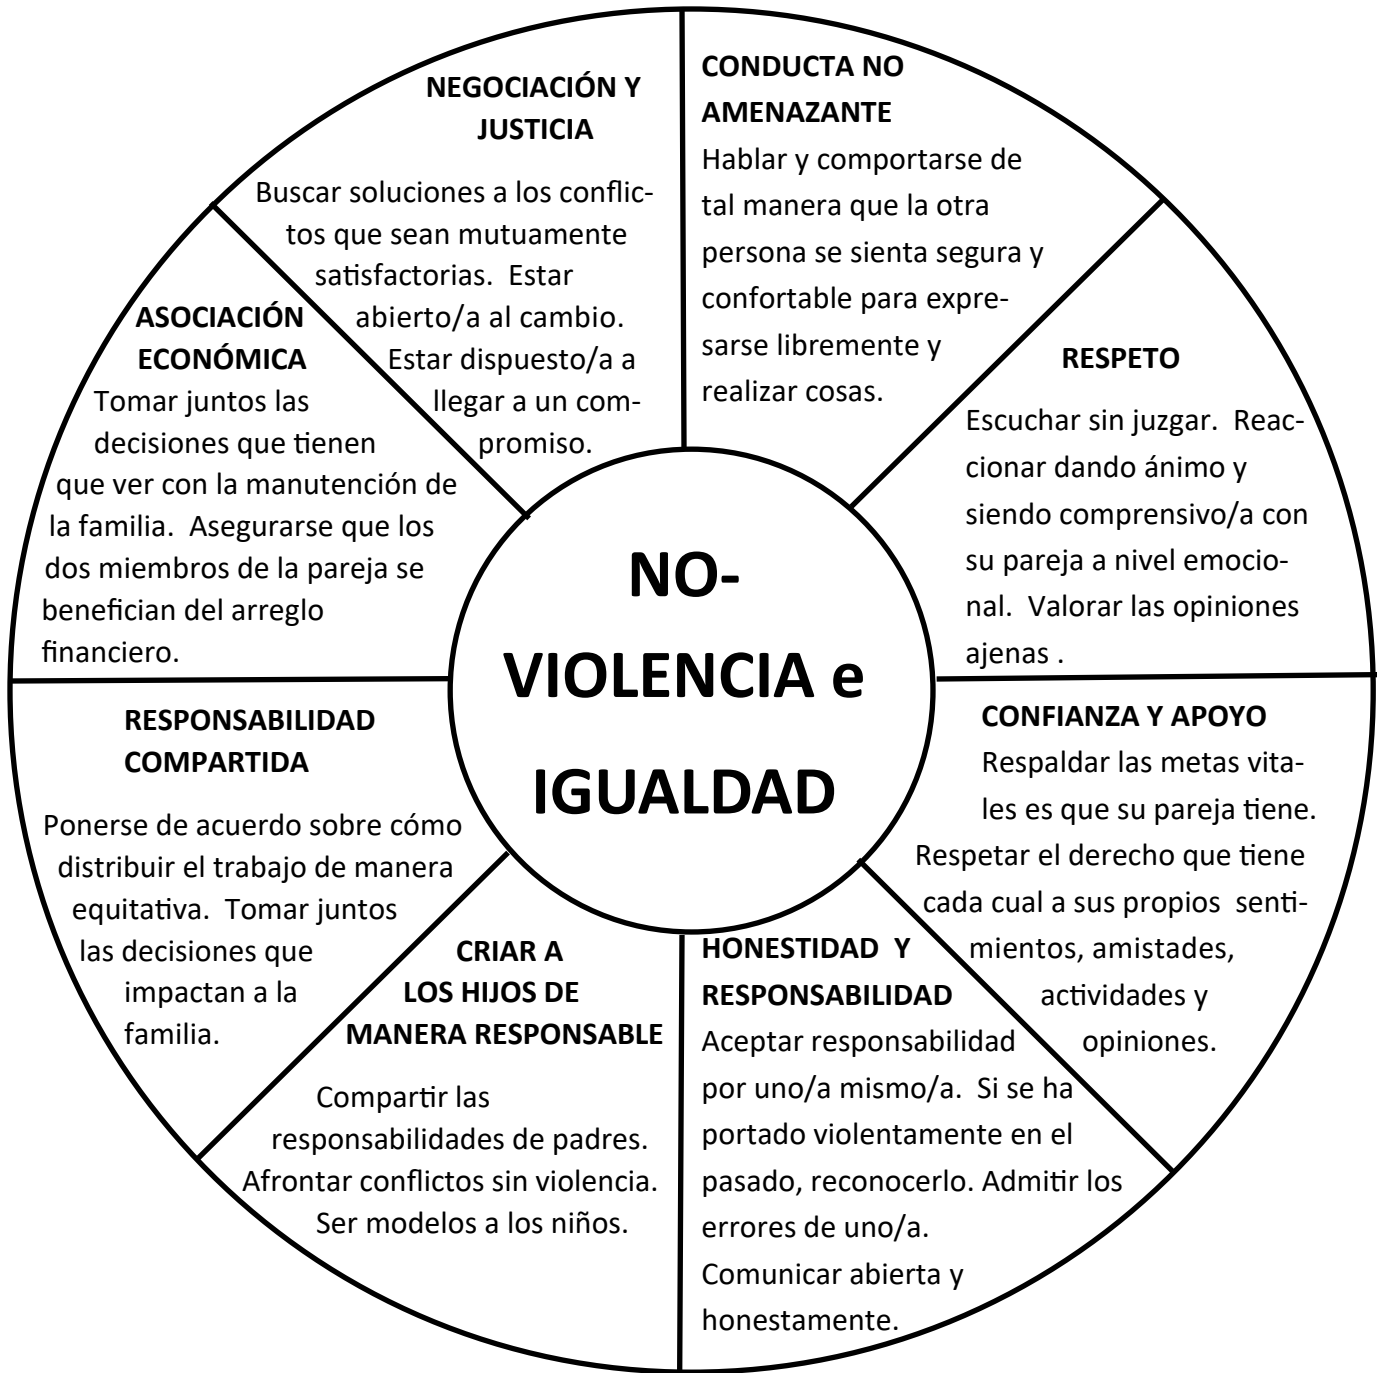 NEGOCIACIÓN Y
JUSTICIA
Buscar soluciones a los conflic-
tos que sean mutuamente
satisfactorias.  Estar
abierto/a al cambio.
Estar dispuesto/a a
llegar a un com-
promiso.
CONDUCTA NO
AMENAZANTE
Hablar y comportarse de
tal manera que la otra
persona se sienta segura y
confortable para expre-
sarse libremente y
realizar cosas.
RESPETO
Escuchar sin juzgar.  Reac-
cionar dando ánimo y
siendo comprensivo/a con
su pareja a nivel emocio-
nal.  Valorar las opiniones
ajenas .
CONFIANZA Y APOYO
Respaldar las metas vita-
les es que su pareja tiene.
Respetar el derecho que tiene
cada cual a sus propios  senti-
mientos, amistades,
actividades y
opiniones.
HONESTIDAD  Y
RESPONSABILIDAD
Aceptar responsabilidad
por uno/a mismo/a.  Si se ha
portado violentamente en el
pasado, reconocerlo. Admitir los
errores de uno/a.
Comunicar abierta y
honestamente.
CRIAR A
LOS HIJOS DE
MANERA RESPONSABLE
Compartir las
responsabilidades de padres.
Afrontar conflictos sin violencia.
Ser modelos a los niños.
RESPONSABILIDAD
COMPARTIDA
Ponerse de acuerdo sobre cómo
distribuir el trabajo de manera
equitativa.  Tomar juntos
las decisiones que
impactan a la
familia.
ASOCIACIÓN
ECONÓMICA
Tomar juntos las
decisiones que tienen
que ver con la manutención de
la familia.  Asegurarse que los
dos miembros de la pareja se
benefician del arreglo
financiero.
NO-
VIOLENCIA e
IGUALDAD